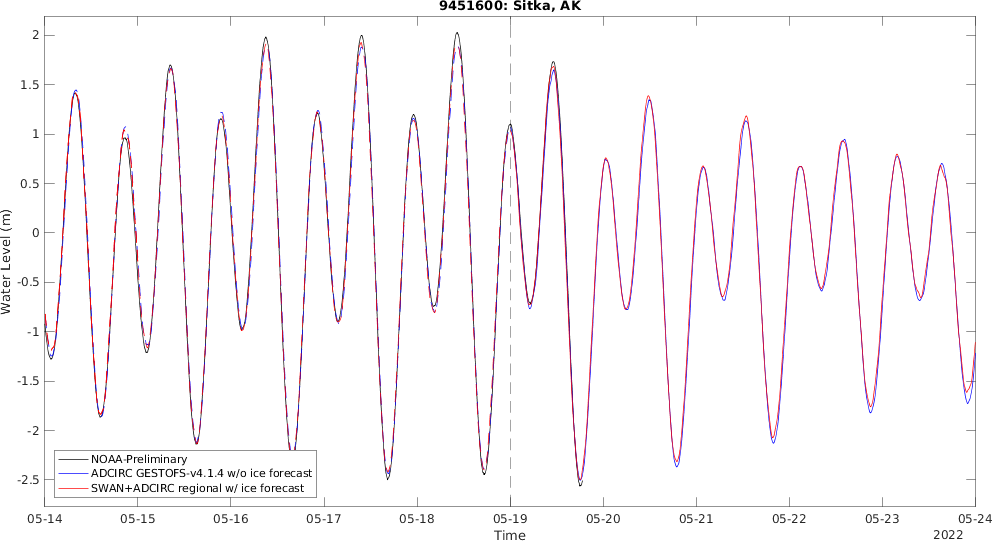 9451600: Sitka, AK
Water Level (m)
2
1.5
1
0.5
0
-0.5
-1
-1.5
-2
-2.5
NOAA-Preliminary
ADCIRC GESTOFS-v4.1.4 w/o ice forecast
SWAN+ADCIRC regional w/ ice forecast
05-14 05-15 05-16 05-17 05-18 05-19 05-20 05-21 05-22 05-23 05-24
Time
2022